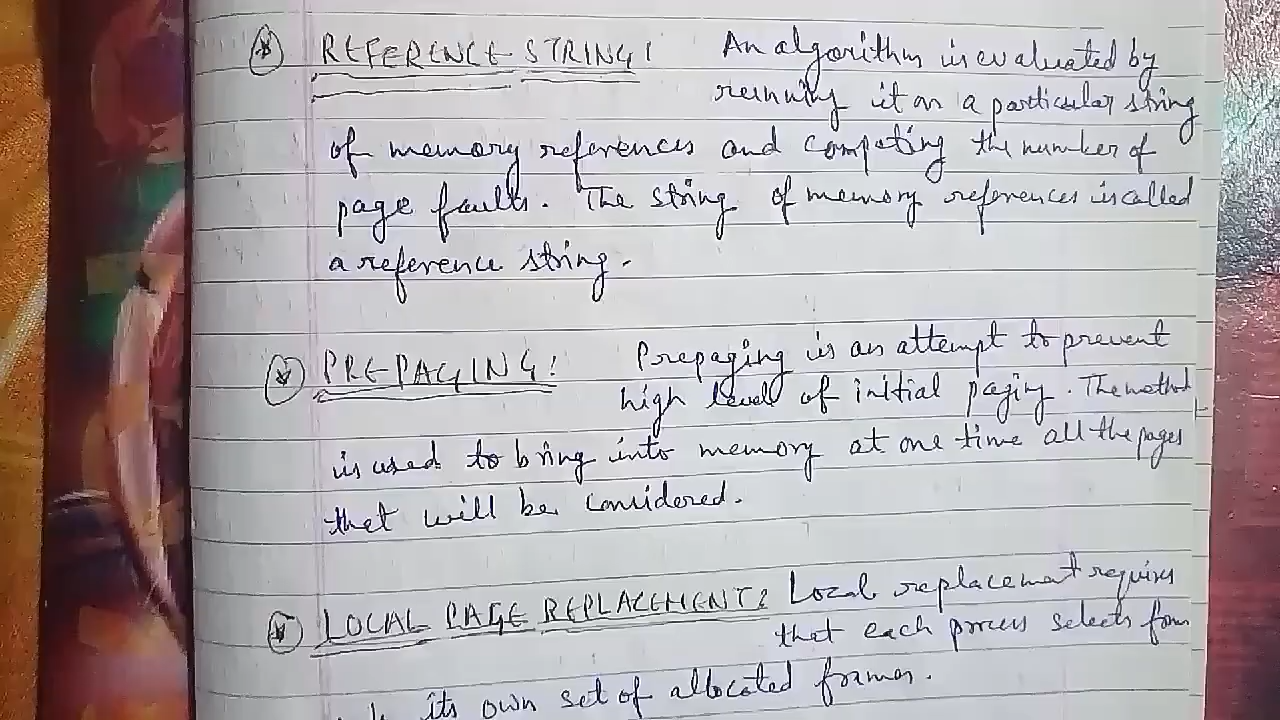 REFERENCE STRING: An algorithm is evaluated by
running it on a particular string
of memory references and computing the number of
page faults. The string of memory references is called
a reference string.
PREPAGING: Prepaging is an attempt to prevent
high level of initial paging. The method
is used to bring into memory at one time all the pages
that will be considered.
LOCAL PAGE REPLACEMENT: Local replacement requires
that each process selects from
its own set of allocated frames.